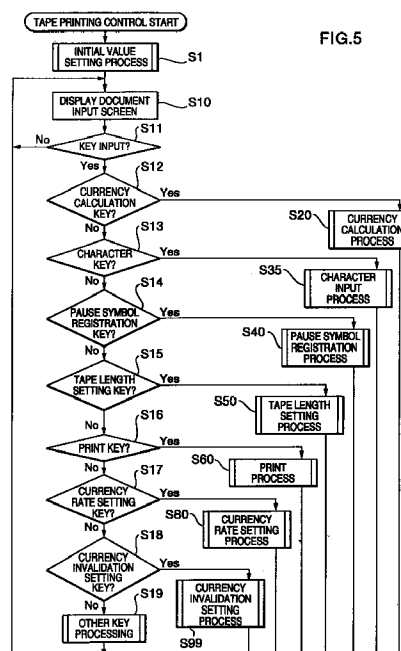 TAPE PRINTING CONTROL START
FIG.5
INITIAL VALUE
SETTING PROCESS
S1
DISPLAY DOCUMENT
INPUT SCREEN
S10
S11
No
KEY INPUT?
Yes
S12
CURRENCY
CALCULATION
KEY?
Yes
No
S20
CURRENCY
CALCULATION
PROCESS
S13
CHARACTER
KEY?
Yes
No
S35
CHARACTER
INPUT
PROCESS
S14
PAUSE SYMBOL
REGISTRATION
KEY?
Yes
No
S40
PAUSE SYMBOL
REGISTRATION
PROCESS
S15
TAPE LENGTH
SETTING KEY?
Yes
No
S50
TAPE LENGTH
SETTING
PROCESS
S16
PRINT KEY?
Yes
No
S60
PRINT
PROCESS
S17
CURRENCY
RATE SETTING
KEY?
Yes
No
S80
CURRENCY
RATE SETTING
PROCESS
S18
CURRENCY
INVALIDATION
SETTING
KEY?
Yes
No
CURRENCY
INVALIDATION
SETTING
PROCESS
S99
S19
OTHER KEY
PROCESSING